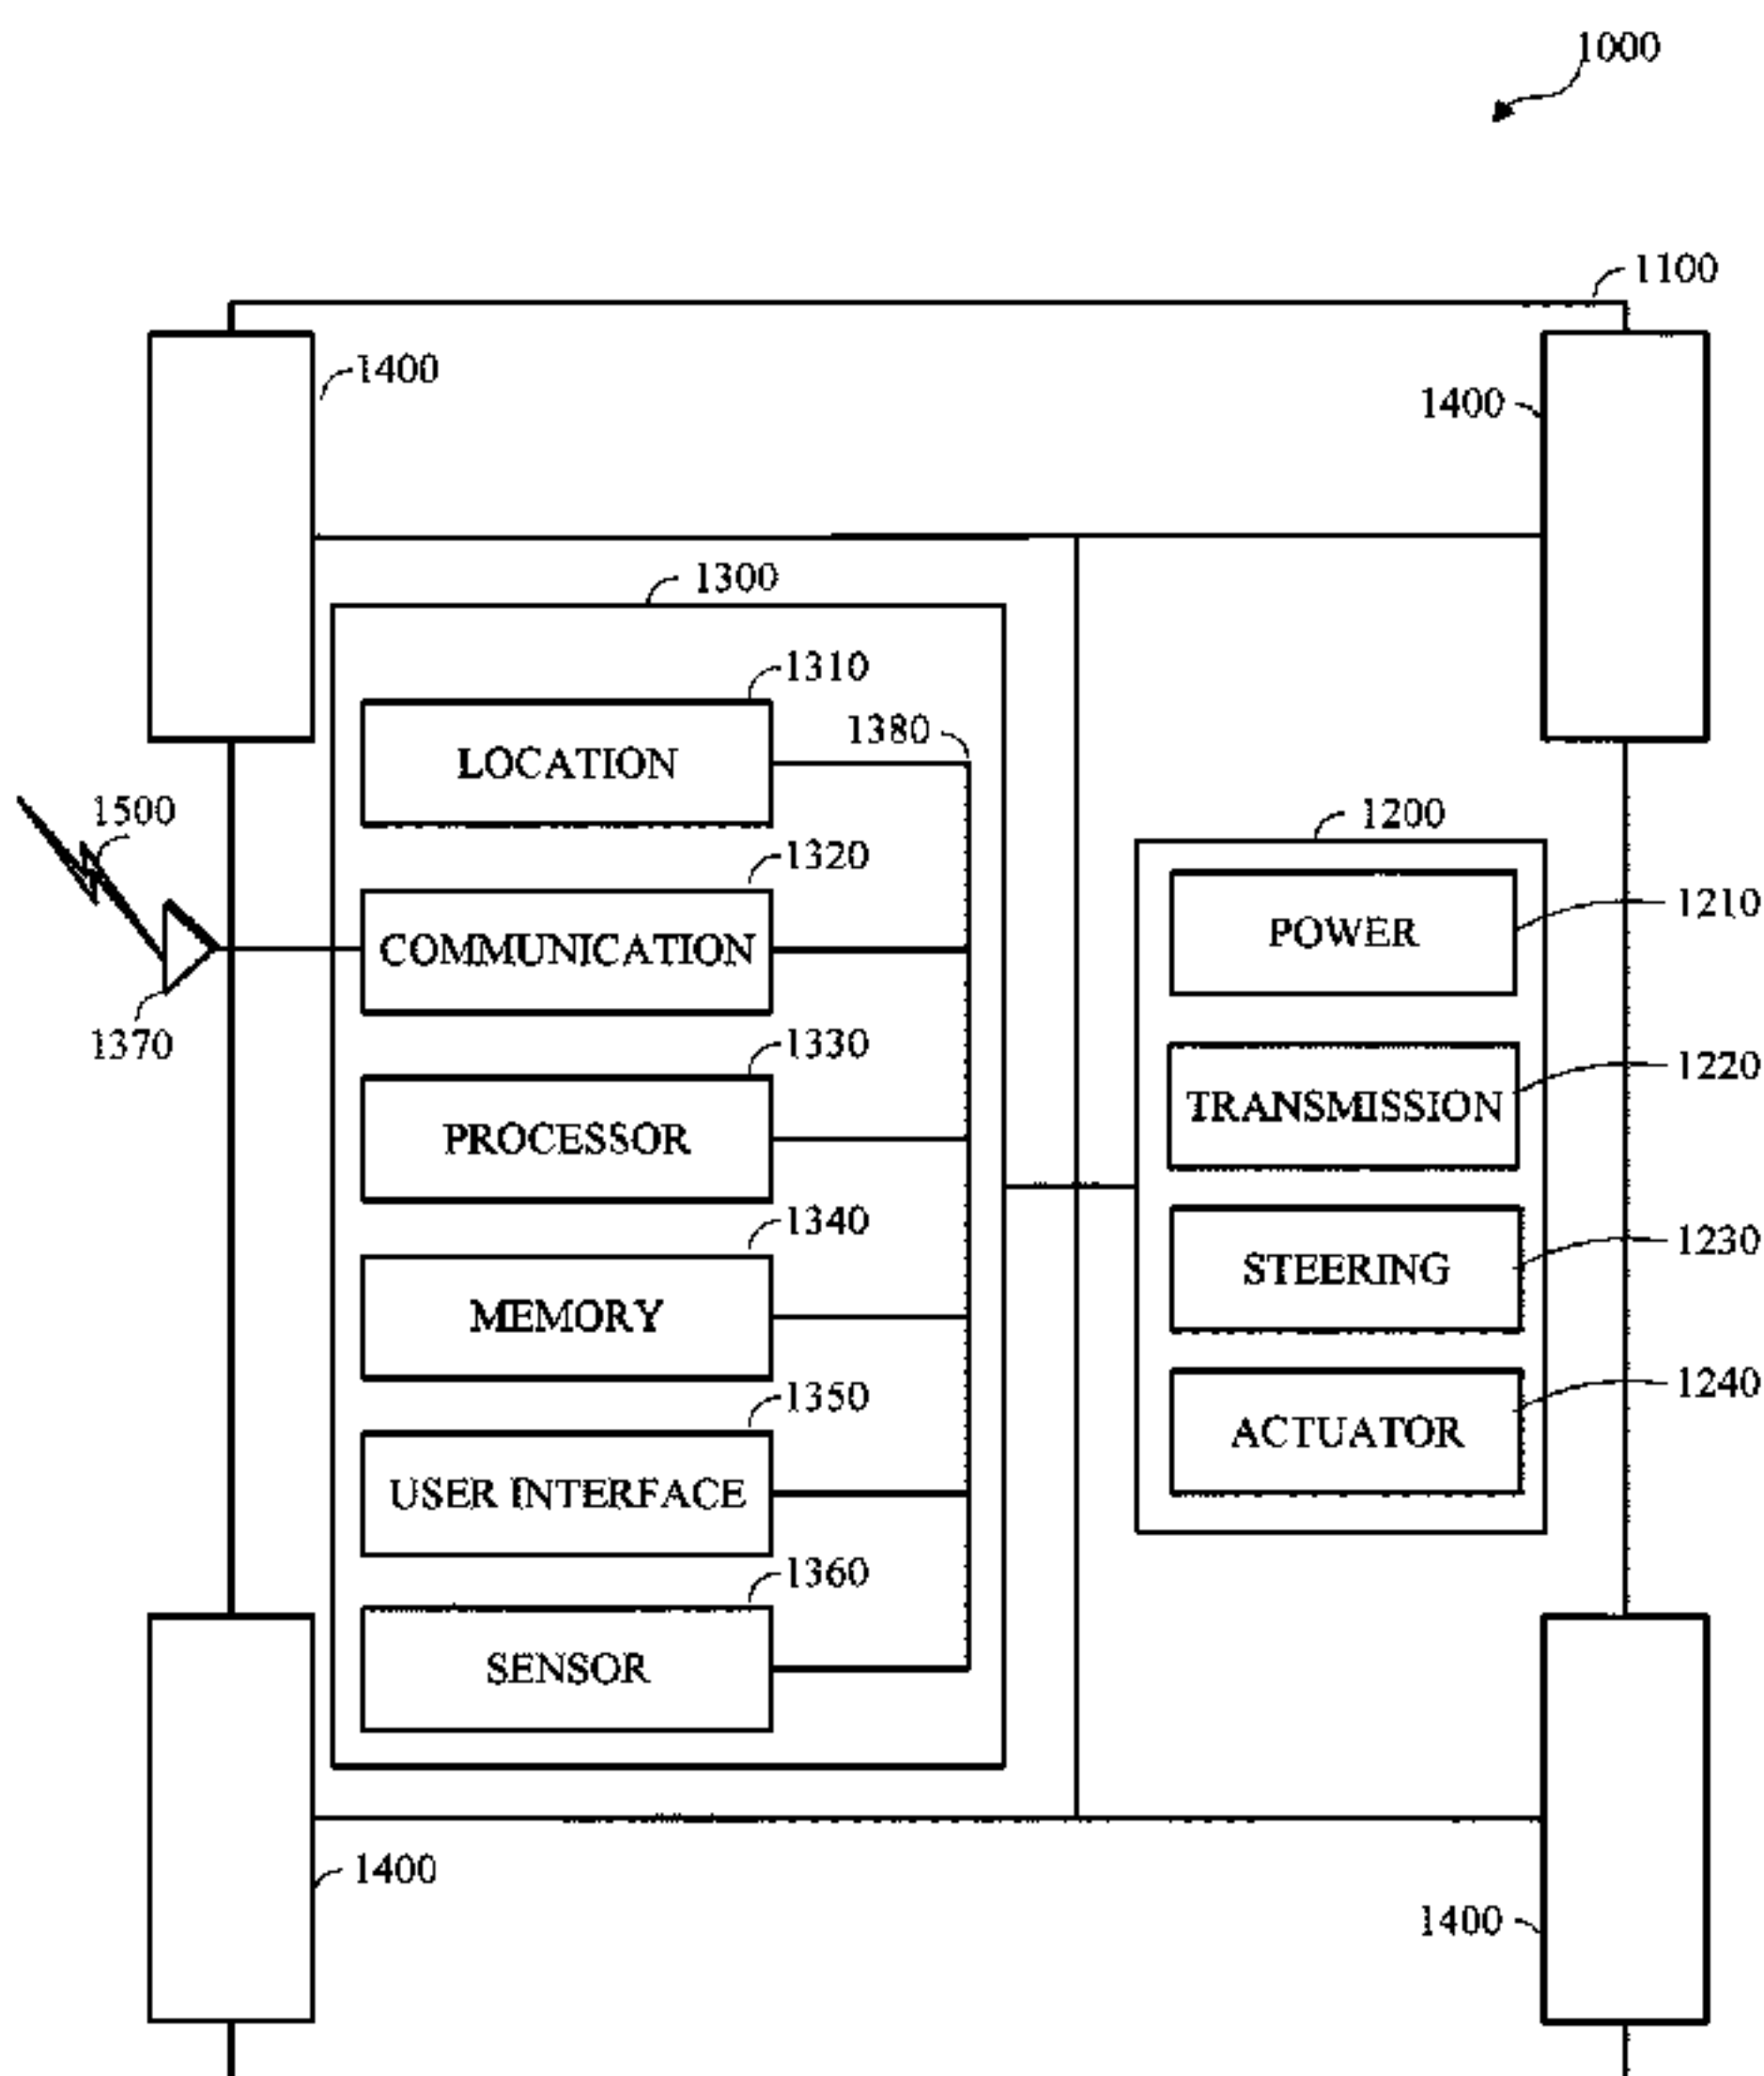 1000
1100
1400
1400
1300
1310
1380
LOCATION
1500
1200
1320
1210
POWER
COMMUNICATION
1370
1330
1220
TRANSMISSION
PROCESSOR
1340
1230
STEERING
MEMORY
1350
1240
ACTUATOR
USER INTERFACE
1360
SENSOR
1400
1400